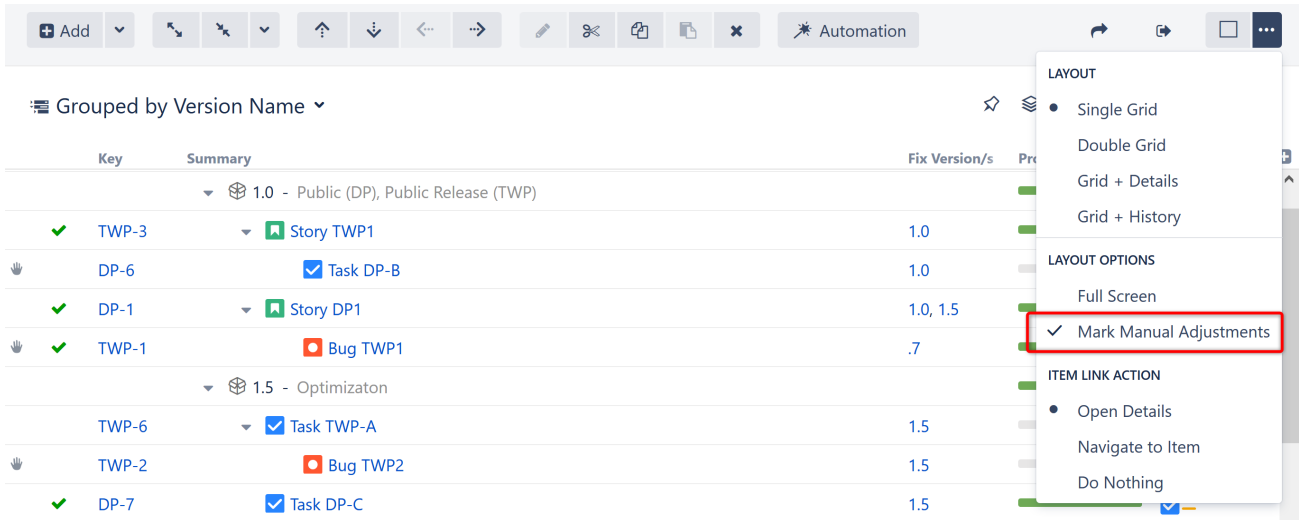 Add
Automation
LAYOUT
Grouped by Version Name
Single Grid
Double Grid
Key Summary Fix Version/s
Grid + Details
1.0 - Public (DP), Public Release (TWP)
Grid + History
TWP-3 Story TWP1 1.0
LAYOUT OPTIONS
DP-6 Task DP-B 1.0
Full Screen
DP-1 Story DP1 1.0, 1.5
Mark Manual Adjustments
TWP-1 Bug TWP1 .7
ITEM LINK ACTION
1.5 - Optimizaton
Open Details
TWP-6 Task TWP-A 1.5
Navigate to Item
TWP-2 Bug TWP2 1.5
Do Nothing
DP-7 Task DP-C 1.5